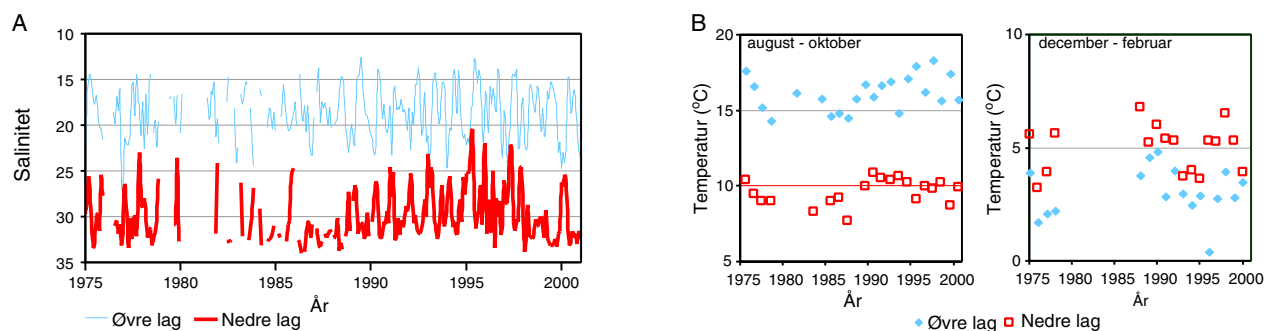 A
10
15
20
25
30
35
Salinitet
1975
1980
1985
1990
1995
2000
År
Øvre lag
Nedre lag
B
august - oktober
20
15
10
5
Temperatur (°C)
1975
1980
1985
1990
1995
2000
År
december - februar
10
5
0
Temperatur (°C)
1975
1980
1985
1990
1995
2000
År
Øvre lag
Nedre lag